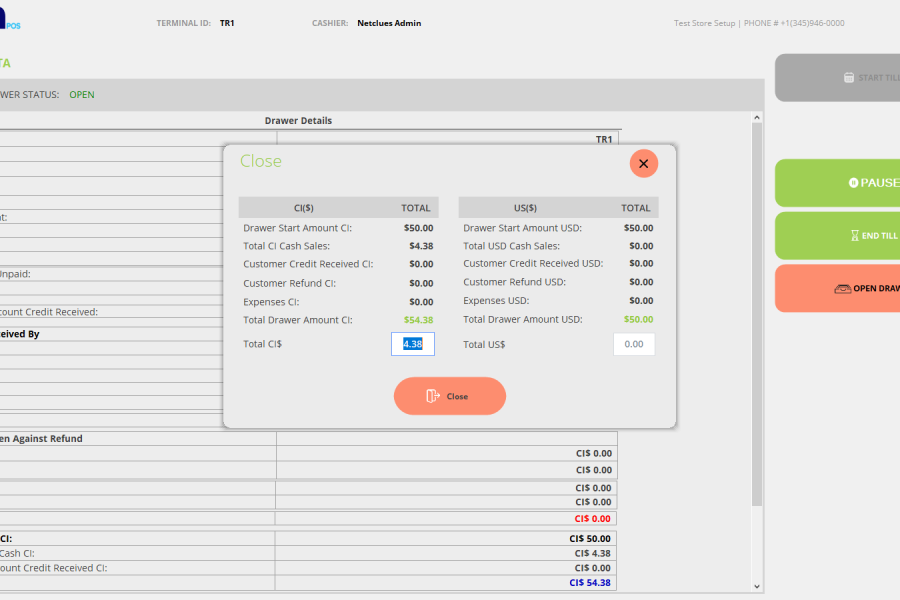 POS
TERMINAL ID: TR1 CASHIER: Netclues Admin Test Store Setup | PHONE # +1(345)946-0000
TA
WER STATUS: OPEN
START TILL
Drawer Details
TR1
Close
CI($) TOTAL US($) TOTAL
Drawer Start Amount CI: $50.00 Drawer Start Amount USD: $50.00
Total CI Cash Sales: $4.38 Total USD Cash Sales: $0.00
Customer Credit Received CI: $0.00 Customer Credit Received USD: $0.00
Customer Refund CI: $0.00 Customer Refund USD: $0.00
Expenses CI: $0.00 Expenses USD: $0.00
Total Drawer Amount CI: $54.38 Total Drawer Amount USD: $50.00
Total CI$ 4.38 Total US$ 0.00
Close
PAUSE
END TILL
OPEN DRAW
nt:
Unpaid:
count Credit Received:
ceived By
en Against Refund
CI$ 0.00
CI$ 0.00
CI$ 0.00
CI$ 0.00
CI$ 0.00
CI: CI$ 50.00
Cash CI: CI$ 4.38
ount Credit Received CI: CI$ 0.00
CI$ 54.38